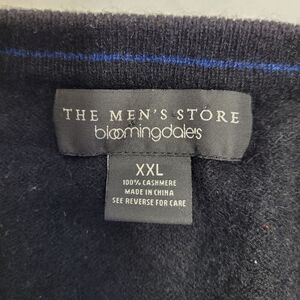 THE MEN'S STORE
bloomingdale's
XXL
100% CASHMERE
MADE IN CHINA
SEE REVERSE FOR CARE